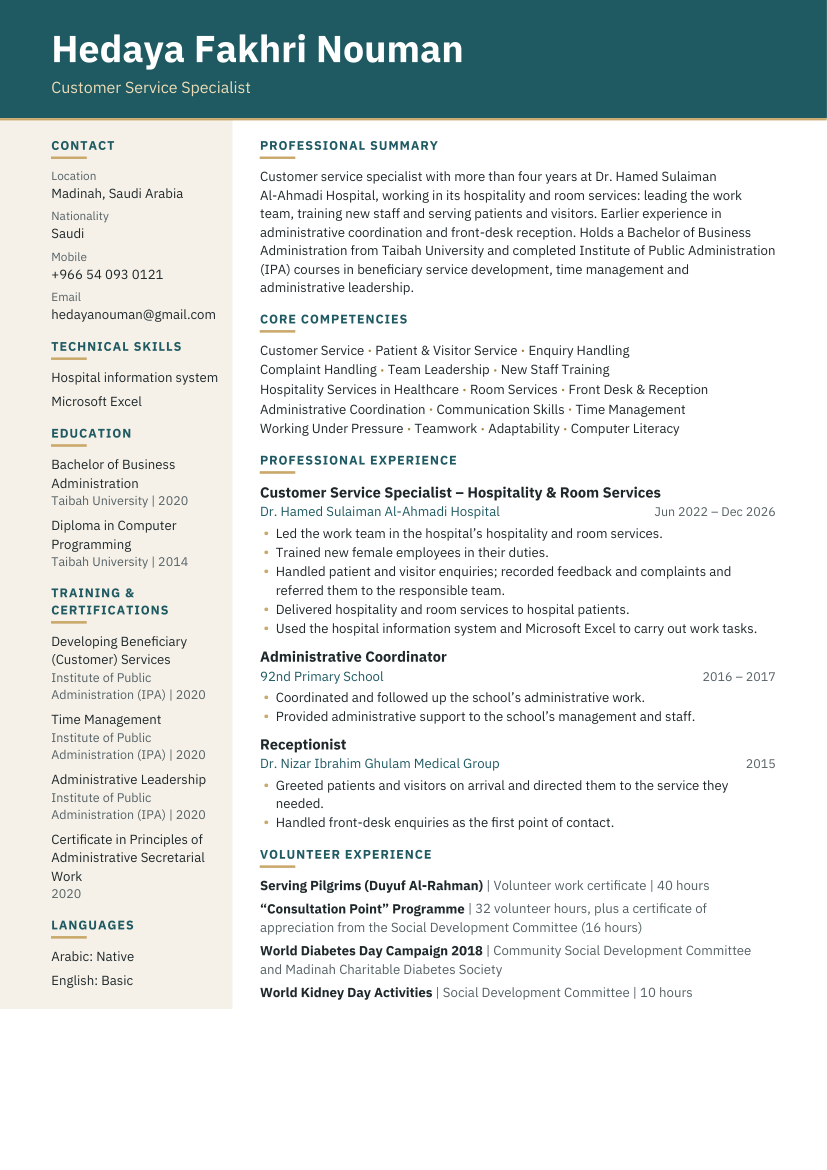 Hedaya Fakhri Nouman
Customer Service Specialist
CONTACT
Location
Madinah, Saudi Arabia
Nationality
Saudi
Mobile
+966 54 093 0121
Email
hedayanouman@gmail.com
TECHNICAL SKILLS
Hospital information system
Microsoft Excel
EDUCATION
Bachelor of Business
Administration
Taibah University | 2020
Diploma in Computer
Programming
Taibah University | 2014
TRAINING &
CERTIFICATIONS
Developing Beneficiary
(Customer) Services
Institute of Public
Administration (IPA) | 2020
Time Management
Institute of Public
Administration (IPA) | 2020
Administrative Leadership
Institute of Public
Administration (IPA) | 2020
Certificate in Principles of
Administrative Secretarial
Work
2020
LANGUAGES
Arabic: Native
English: Basic
PROFESSIONAL SUMMARY
Customer service specialist with more than four years at Dr. Hamed Sulaiman
Al-Ahmadi Hospital, working in its hospitality and room services: leading the work
team, training new staff and serving patients and visitors. Earlier experience in
administrative coordination and front-desk reception. Holds a Bachelor of Business
Administration from Taibah University and completed Institute of Public Administration
(IPA) courses in beneficiary service development, time management and
administrative leadership.
CORE COMPETENCIES
Customer Service · Patient & Visitor Service · Enquiry Handling
Complaint Handling · Team Leadership · New Staff Training
Hospitality Services in Healthcare · Room Services · Front Desk & Reception
Administrative Coordination · Communication Skills · Time Management
Working Under Pressure · Teamwork · Adaptability · Computer Literacy
PROFESSIONAL EXPERIENCE
Customer Service Specialist – Hospitality & Room Services
Dr. Hamed Sulaiman Al-Ahmadi Hospital Jun 2022 – Dec 2026
• Led the work team in the hospital’s hospitality and room services.
• Trained new female employees in their duties.
• Handled patient and visitor enquiries; recorded feedback and complaints and
referred them to the responsible team.
• Delivered hospitality and room services to hospital patients.
• Used the hospital information system and Microsoft Excel to carry out work tasks.
Administrative Coordinator
92nd Primary School 2016 – 2017
• Coordinated and followed up the school’s administrative work.
• Provided administrative support to the school’s management and staff.
Receptionist
Dr. Nizar Ibrahim Ghulam Medical Group 2015
• Greeted patients and visitors on arrival and directed them to the service they
needed.
• Handled front-desk enquiries as the first point of contact.
VOLUNTEER EXPERIENCE
Serving Pilgrims (Duyuf Al-Rahman) | Volunteer work certificate | 40 hours
“Consultation Point” Programme | 32 volunteer hours, plus a certificate of
appreciation from the Social Development Committee (16 hours)
World Diabetes Day Campaign 2018 | Community Social Development Committee
and Madinah Charitable Diabetes Society
World Kidney Day Activities | Social Development Committee | 10 hours